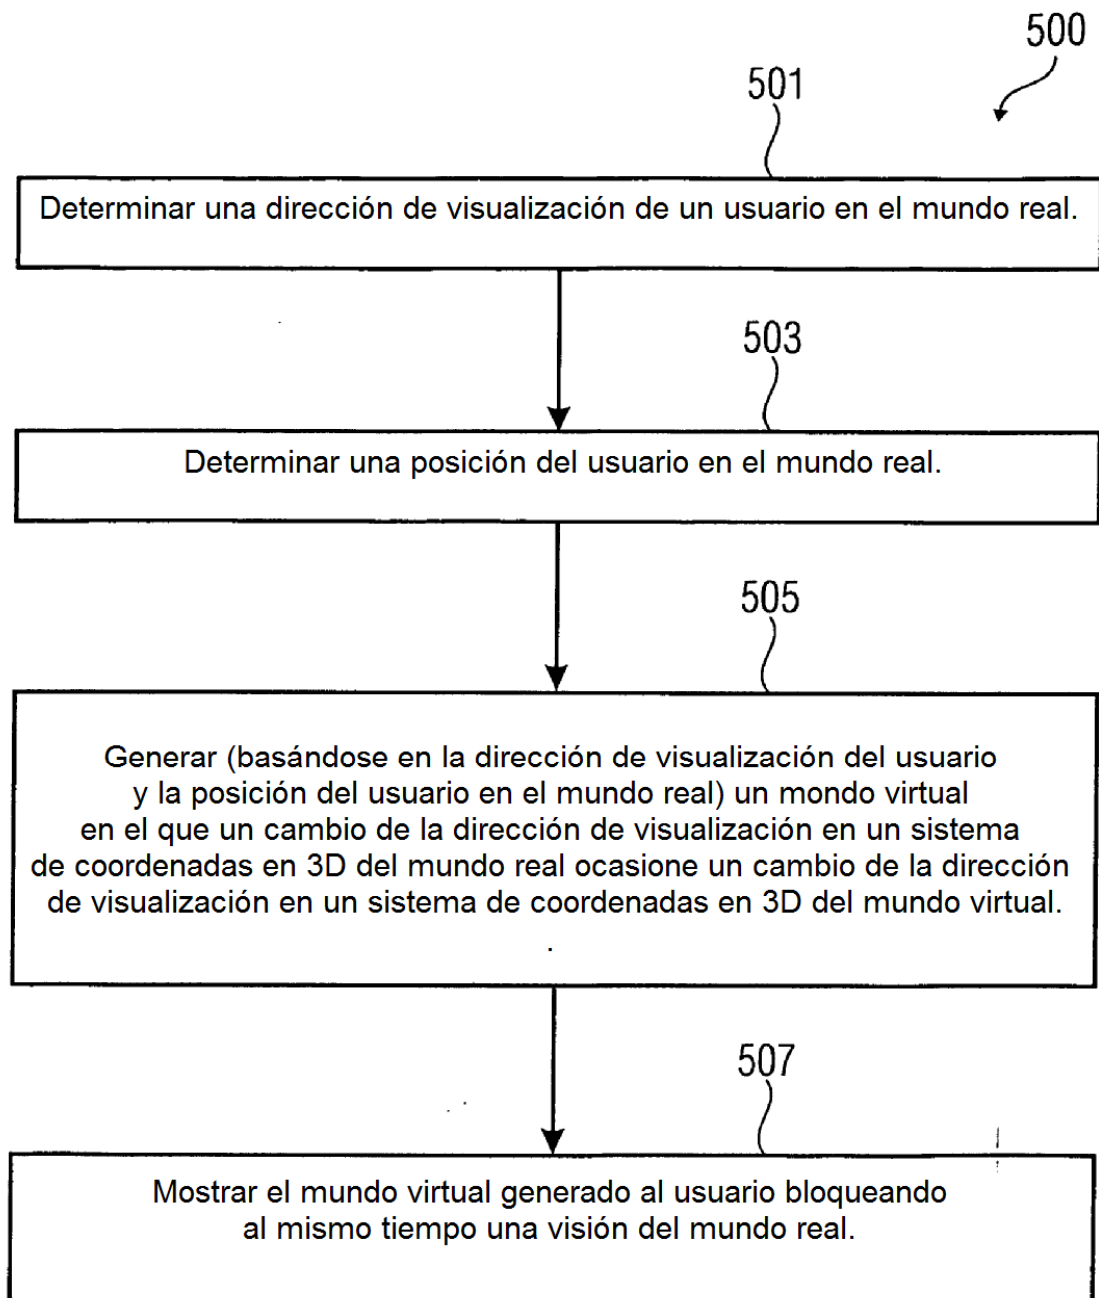 500
501
Determinar una dirección de visualización de un usuario en el mundo real.
503
Determinar una posición del usuario en el mundo real.
505
Generar (basándose en la dirección de visualización del usuario
y la posición del usuario en el mundo real) un mondo virtual
en el que un cambio de la dirección de visualización en un sistema
de coordenadas en 3D del mundo real ocasione un cambio de la dirección
de visualización en un sistema de coordenadas en 3D del mundo virtual.
.
507
Mostrar el mundo virtual generado al usuario bloqueando
al mismo tiempo una visión del mundo real.